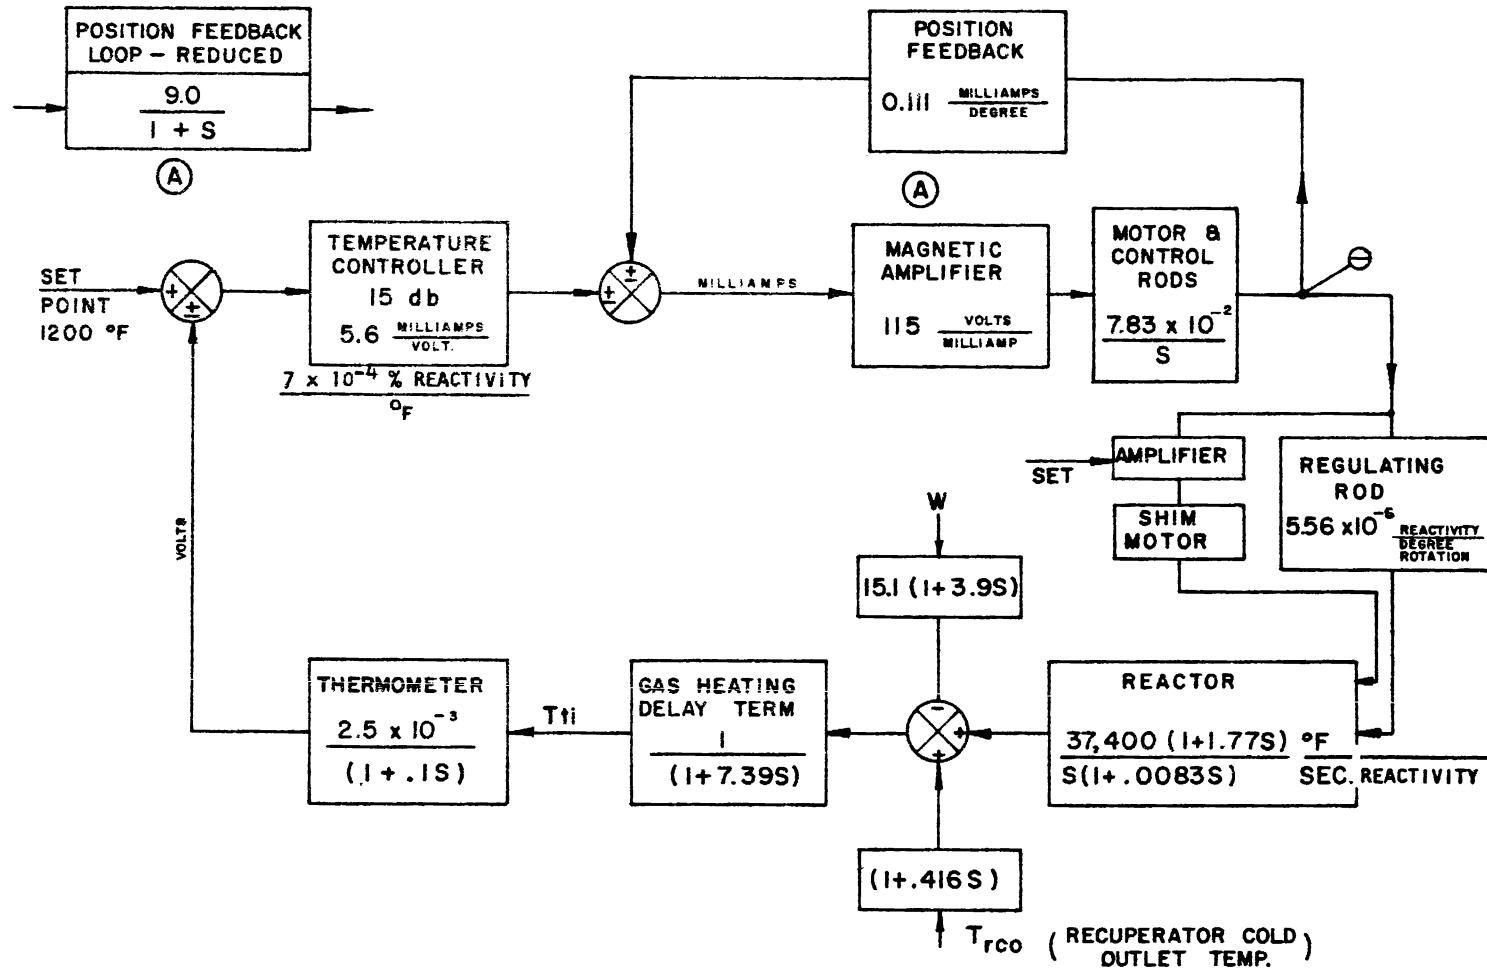 POSITION FEEDBACK
LOOP - REDUCED
9.0
1 + S
A
POSITION
FEEDBACK
0.111 MILLIAMPS
DEGREE
A
SET
POINT
1200 °F
+
±
TEMPERATURE
CONTROLLER
15 db
5.6 MILLIAMPS
VOLT.
7 x 10-4 % REACTIVITY
°F
±
±
MILLIAMPS
MAGNETIC
AMPLIFIER
115 VOLTS
MILLIAMP
MOTOR &
CONTROL
RODS
7.83 x 10-2
S
Θ
VOLTS
SET
AMPLIFIER
SHIM
MOTOR
REGULATING
ROD
5.56 x10-6 REACTIVITY
DEGREE
ROTATION
W
15.1 (1+3.9S)
THERMOMETER
2.5 x 10-3
(1 + .1S)
Tti
GAS HEATING
DELAY TERM
1
(1+7.39S)
-
+
+
REACTOR
37,400 (1+1.77S) °F
S(1+.0083S) SEC. REACTIVITY
(1+.416S)
Trco (RECUPERATOR COLD
OUTLET TEMP.)